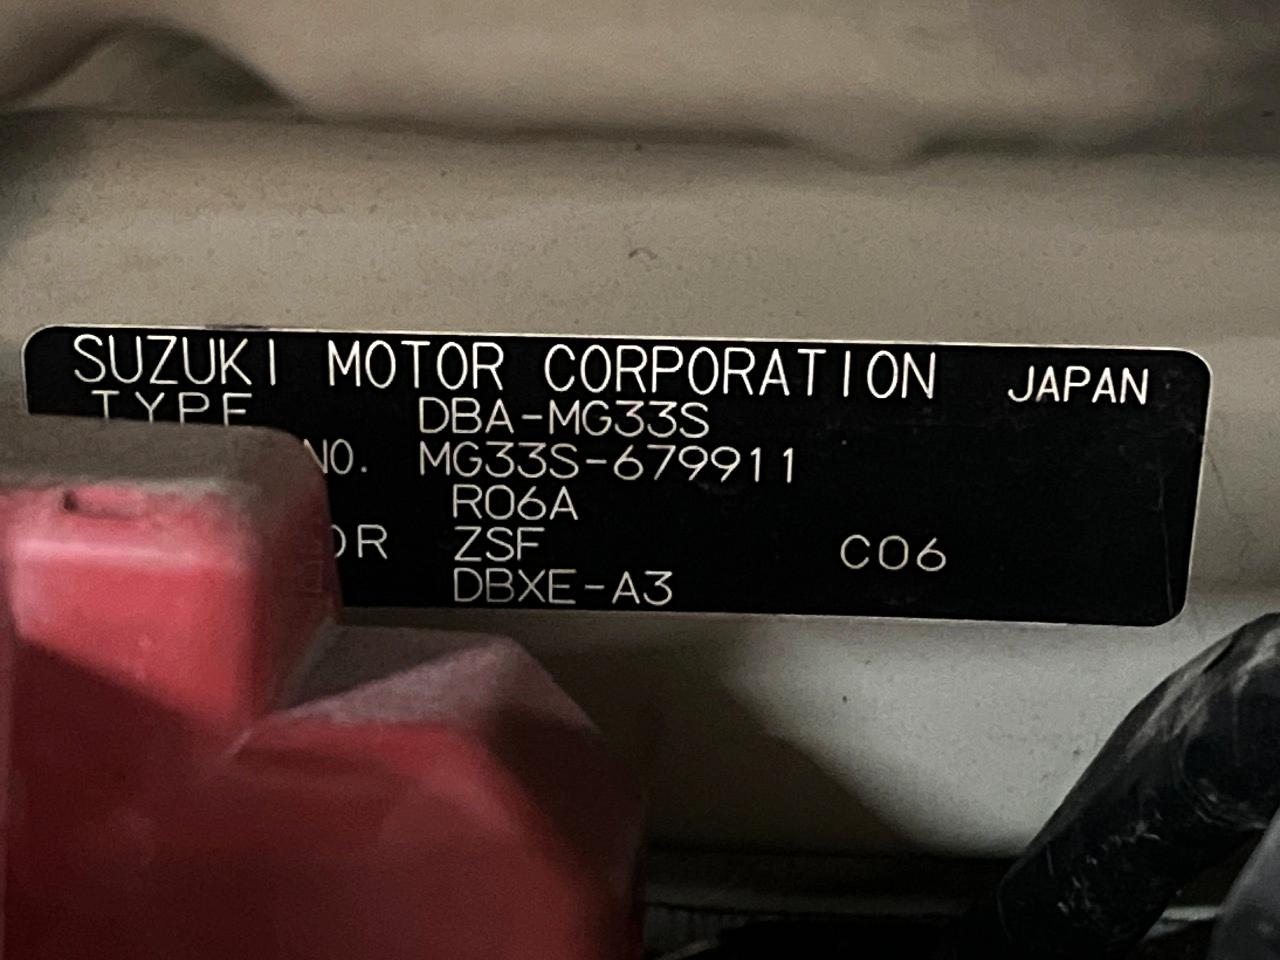 SUZUKI MOTOR CORPORATION JAPAN
TYPE DBA-MG33S
NO. MG33S-679911
R06A
OR ZSF C06
DBXE-A3